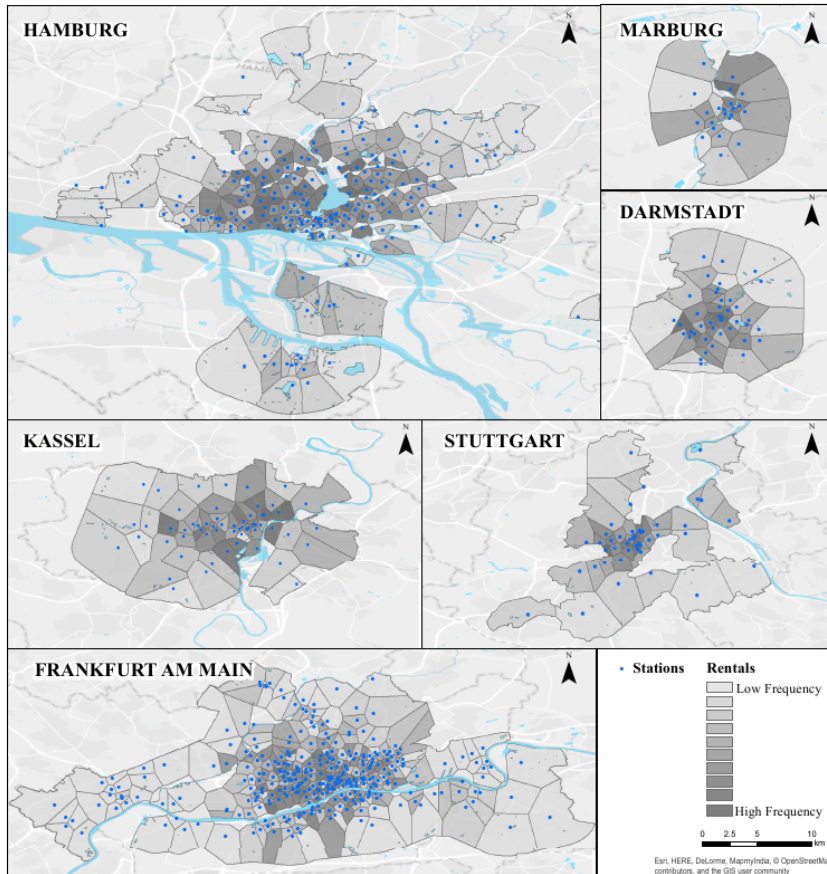 HAMBURG
N
MARBURG
N
DARMSTADT
N
KASSEL
N
STUTTGART
N
FRANKFURT AM MAIN
N
Stations Rentals
Low Frequency
High Frequency
0 2.5 5 10
km
Esri, HERE, DeLorme, MapmyIndia, © OpenStreetMa
contributors, and the GIS user community